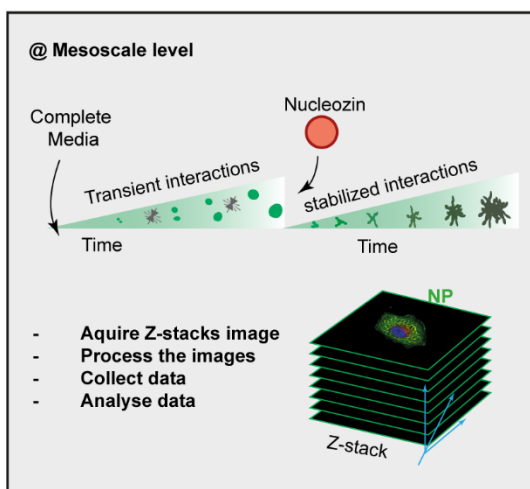 @ Mesoscale level
Nucleozin
Complete
Media
Transient interactions
stabilized interactions
Time
Time
NP
- Aquire Z-stacks image
- Process the images
- Collect data
- Analyse data
Z-stack